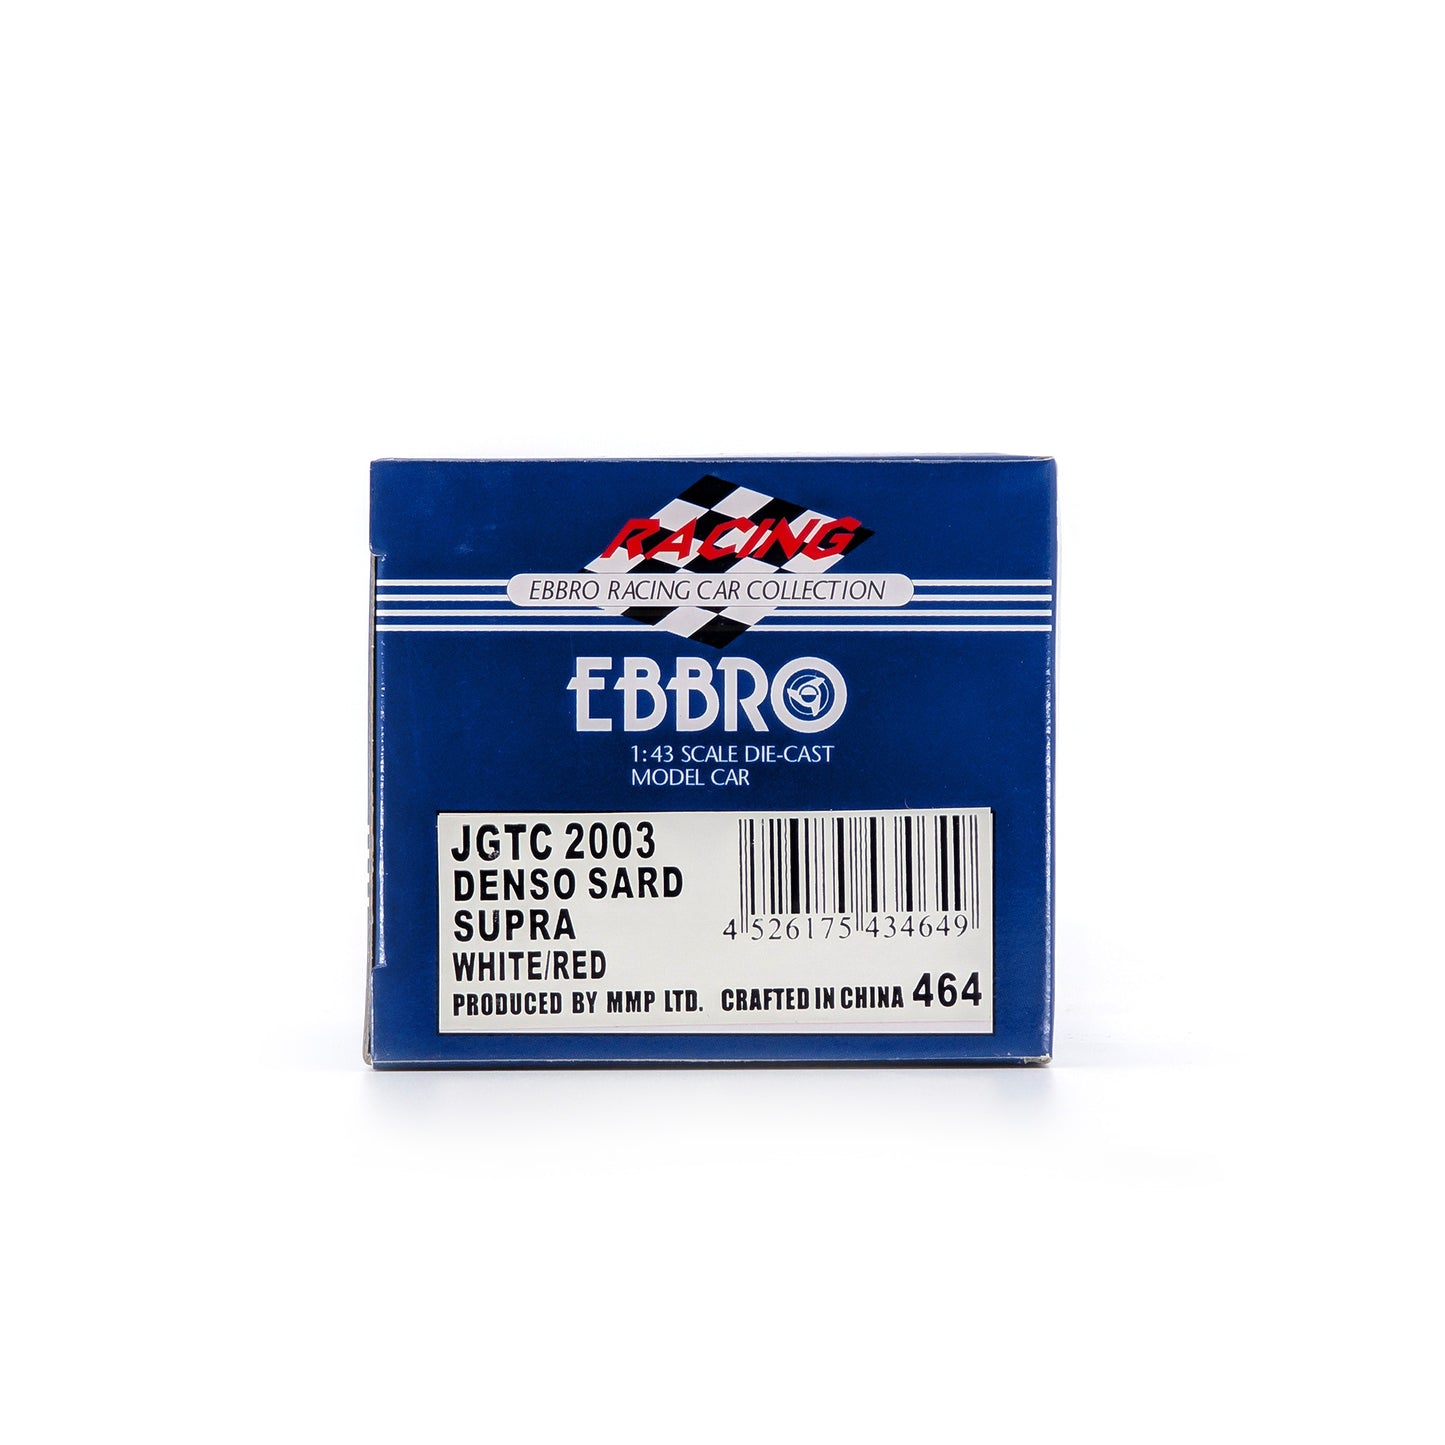 RACING
EBBRO RACING CAR COLLECTION
EBBRO
1:43 SCALE DIE-CAST
MODEL CAR
JGTC 2003
DENSO SARD
SUPRA
WHITE/RED
4 526175 434649
PRODUCED BY MMP LTD. CRAFTED IN CHINA 464